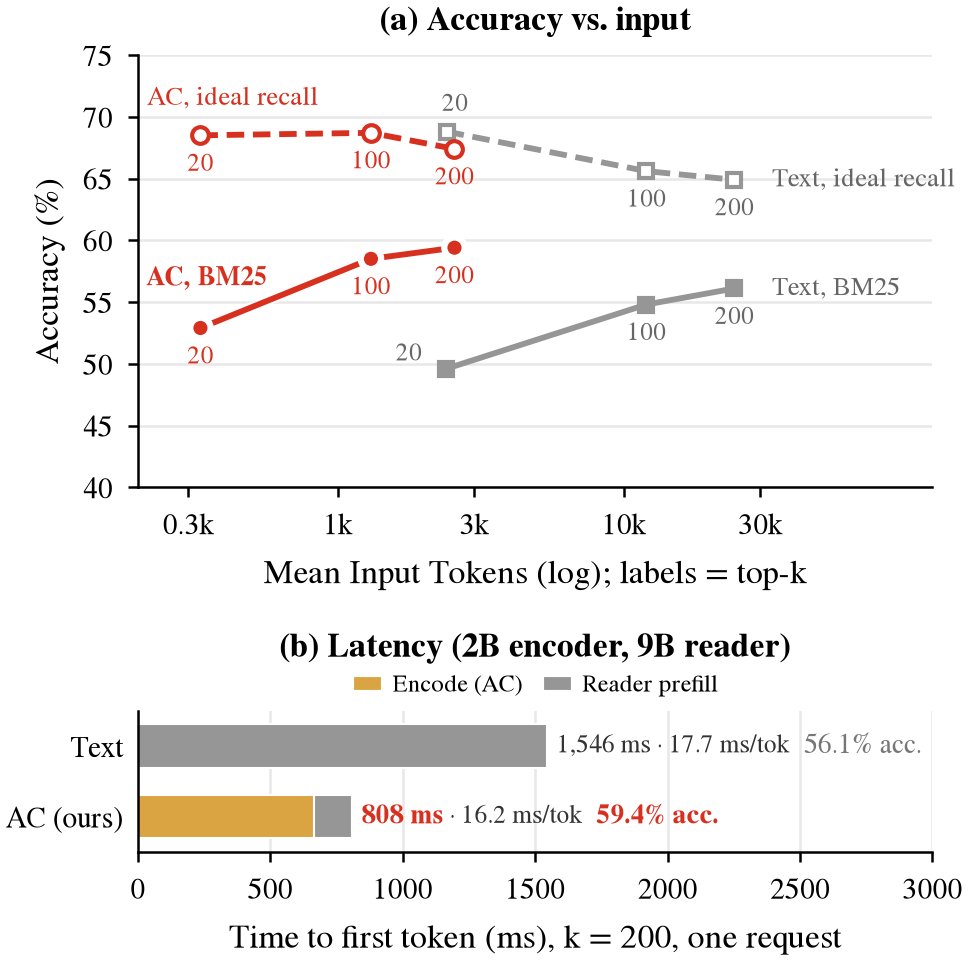 (a) Accuracy vs. input
75
70
65
60
55
50
45
40
Accuracy (%)
AC, ideal recall
20
100
200
20
100
200
Text, ideal recall
AC, BM25
20
100
200
20
100
200
Text, BM25
0.3k 1k 3k 10k 30k
Mean Input Tokens (log); labels = top-k
(b) Latency (2B encoder, 9B reader)
Encode (AC) Reader prefill
Text 1,546 ms · 17.7 ms/tok 56.1% acc.
AC (ours) 808 ms · 16.2 ms/tok 59.4% acc.
0 500 1000 1500 2000 2500 3000
Time to first token (ms), k = 200, one request